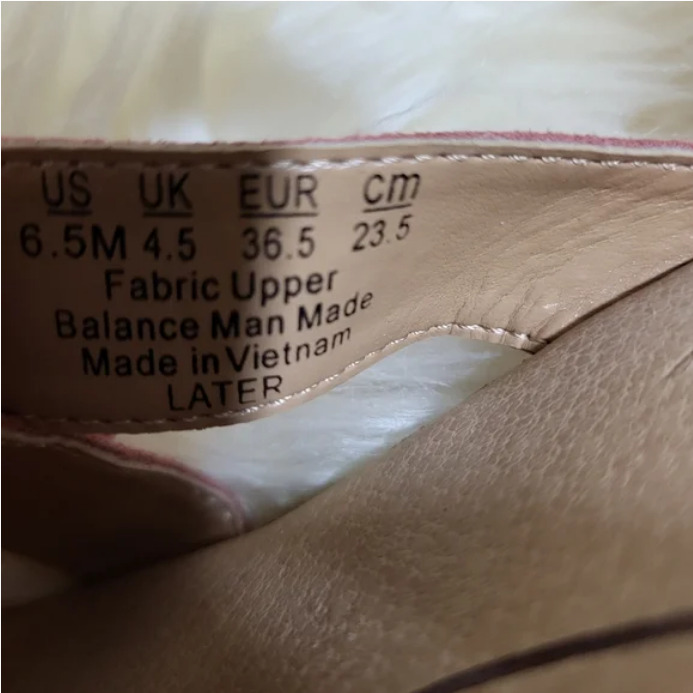 US UK EUR cm
6.5M 4.5 36.5 23.5
Fabric Upper
Balance Man Made
Made in Vietnam
LATER